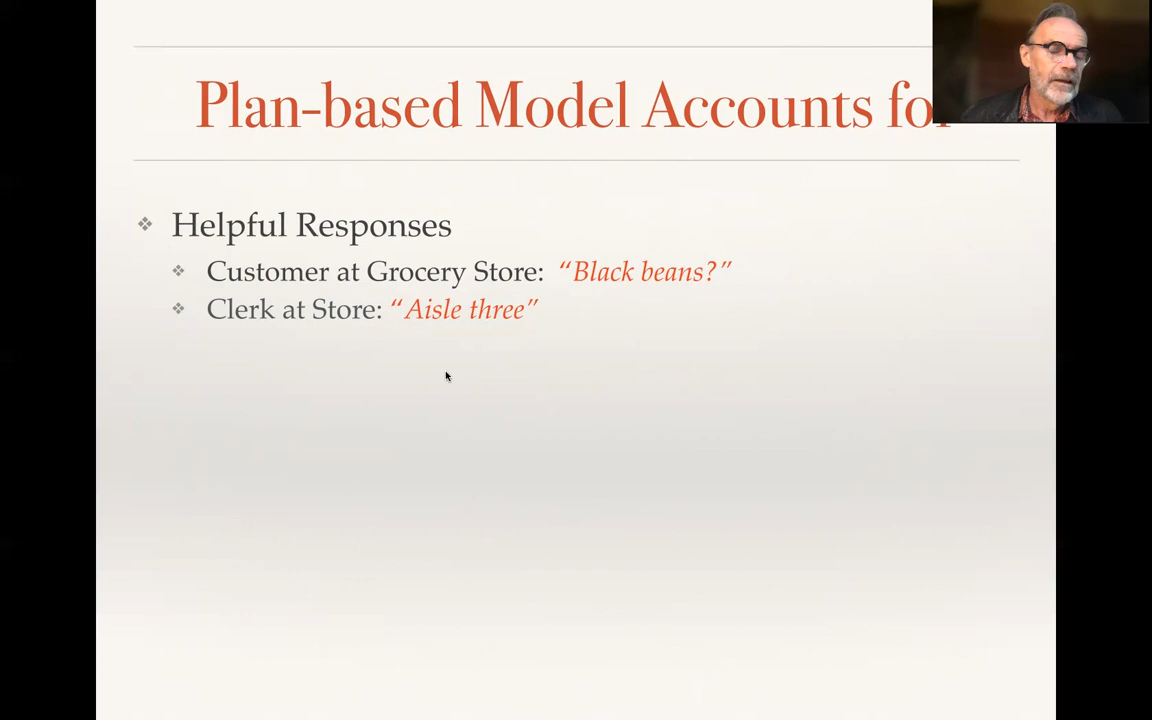 Plan-based Model Accounts for
Helpful Responses
Customer at Grocery Store: “Black beans?”
Clerk at Store: “Aisle three”